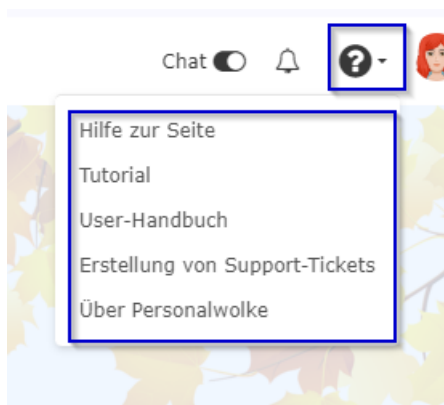 Chat
Hilfe zur Seite
Tutorial
User-Handbuch
Erstellung von Support-Tickets
Über Personalwolke